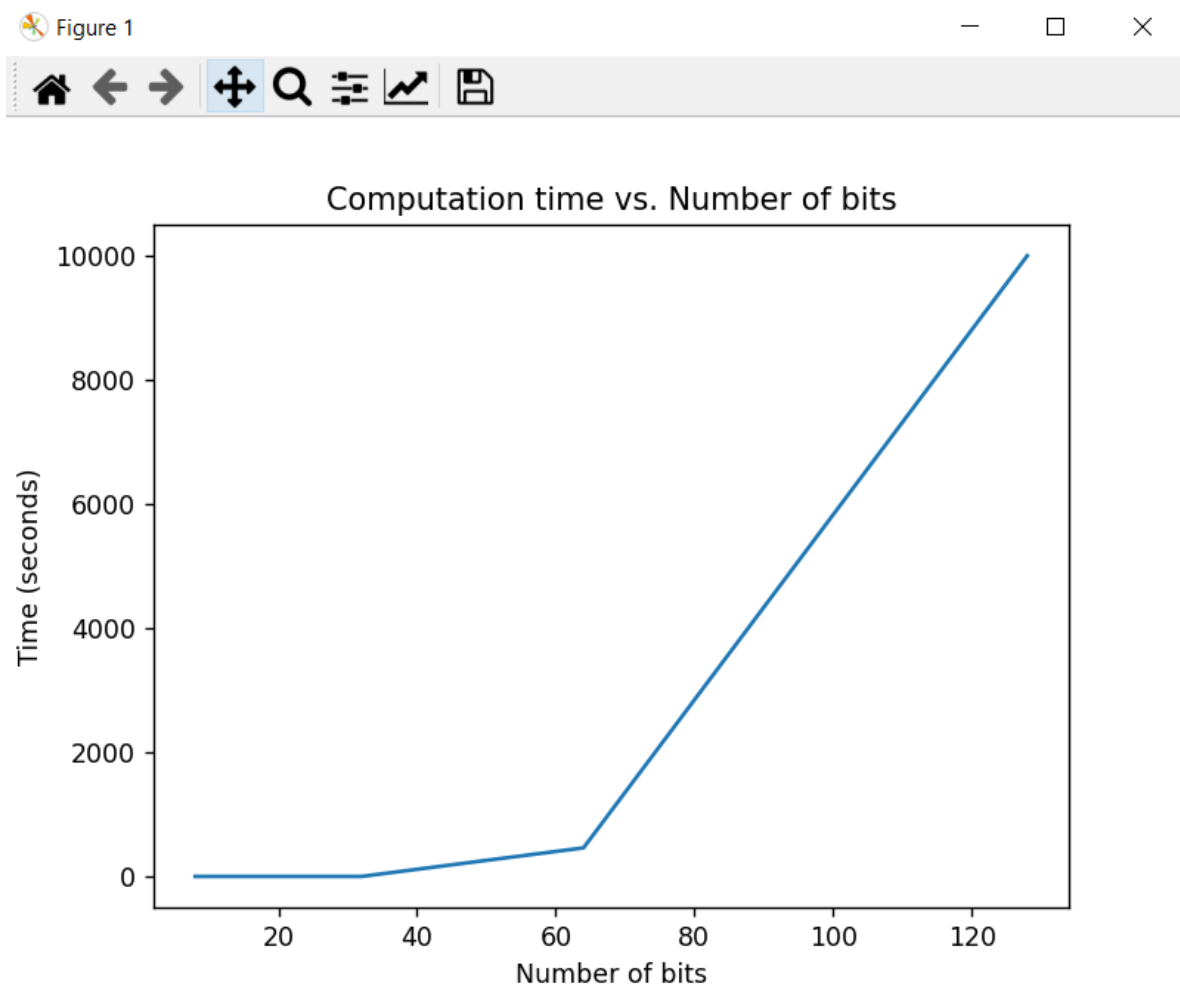 Figure 1
Computation time vs. Number of bits
10000
8000
6000
4000
2000
0
Time (seconds)
20 40 60 80 100 120
Number of bits